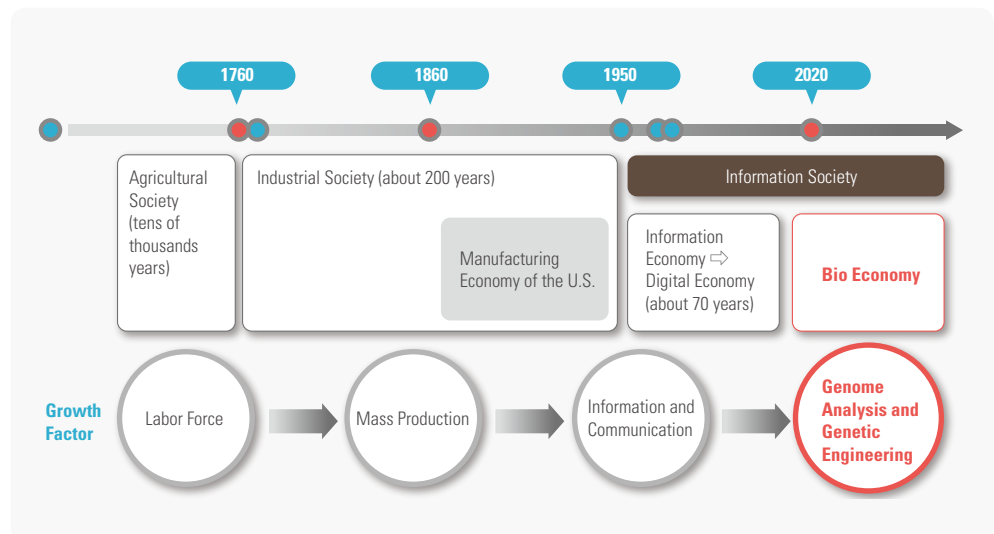 1760
1860
1950
2020
Agricultural
Society
(tens of
thousands
years)
Industrial Society (about 200 years)
Manufacturing
Economy of the U.S.
Information Society
Information
Economy ⇨
Digital Economy
(about 70 years)
Bio Economy
Growth
Factor
Labor Force
Mass Production
Information and
Communication
Genome
Analysis and
Genetic
Engineering